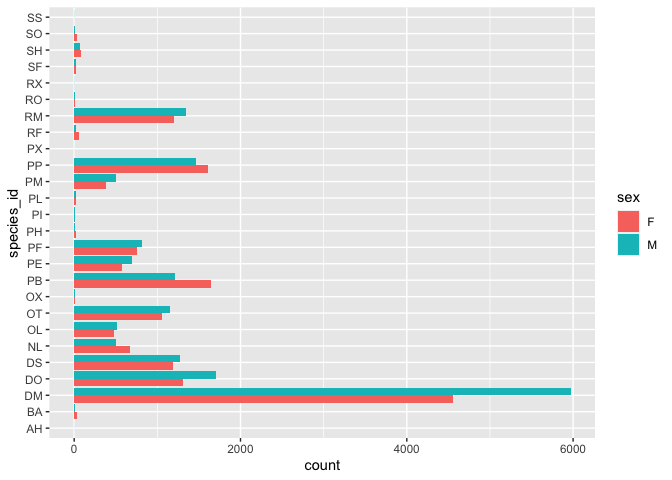 SS
SO
SH
SF
RX
RO
RM
RF
PX
PP
PM
PL
PI
PH
PF
PE
PB
OX
OT
OL
NL
DS
DO
DM
BA
AH
species_id
0 2000 4000 6000
count
sex
F
M